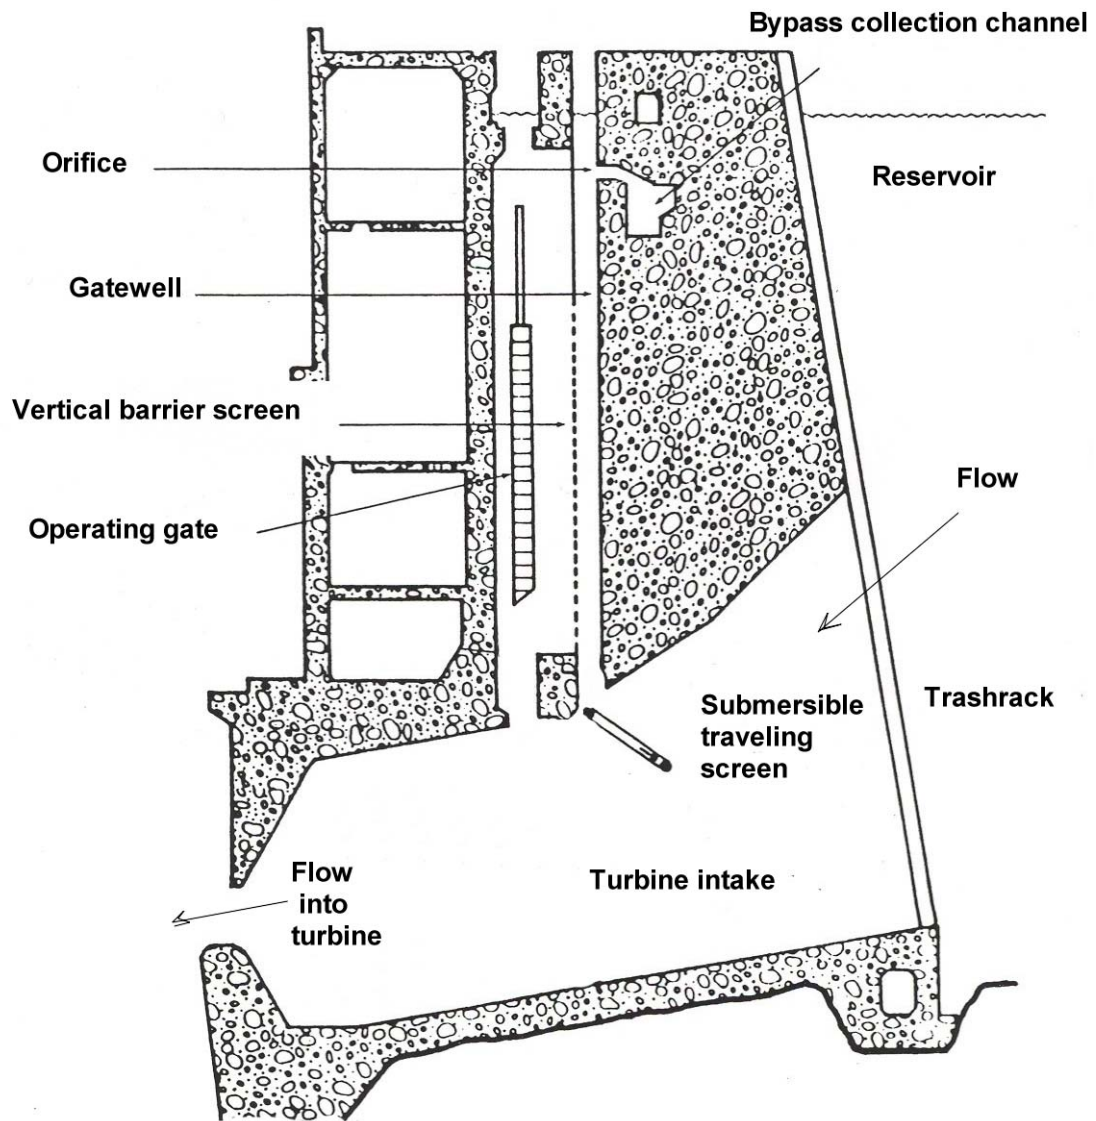 Bypass collection channel
Orifice
Reservoir
Gatewell
Vertical barrier screen
Flow
Operating gate
Submersible
traveling
screen
Trashrack
Flow
into
turbine
Turbine intake